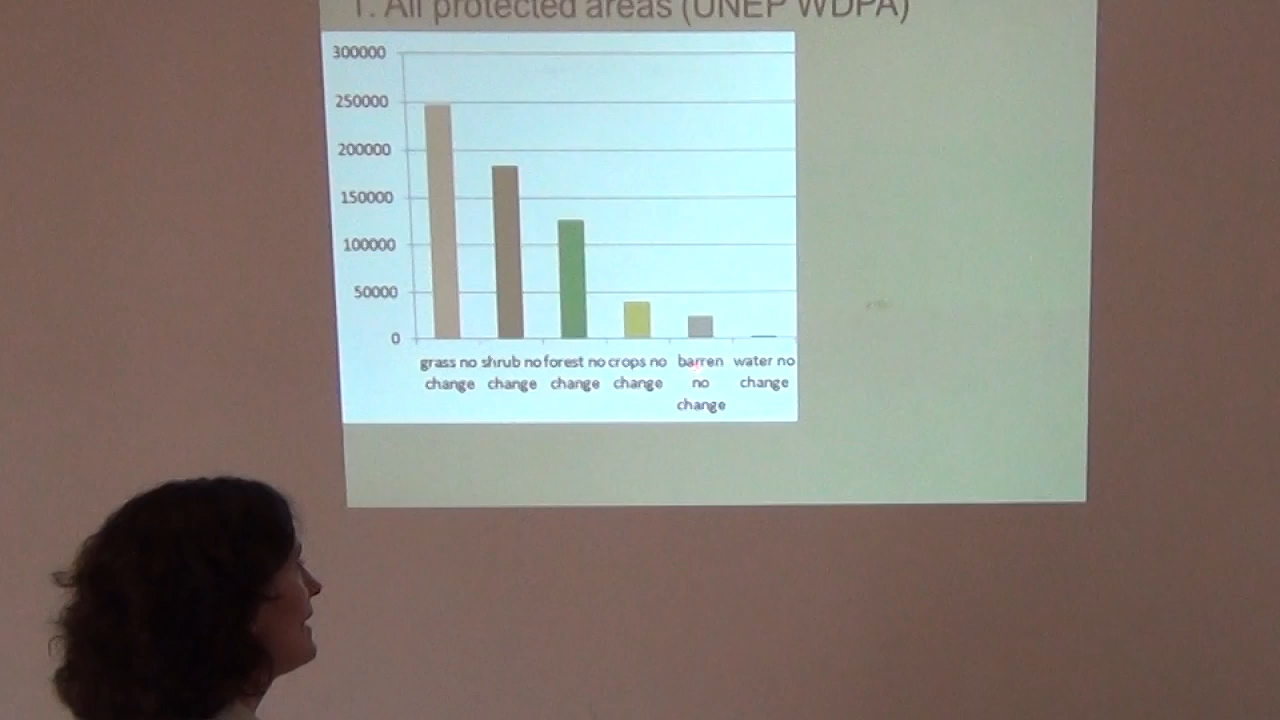 1. All protected areas (UNEP WDPA)
300000
250000
200000
150000
100000
50000
0
grass no change
shrub no change
forest no change
crops no change
barren no change
water no change